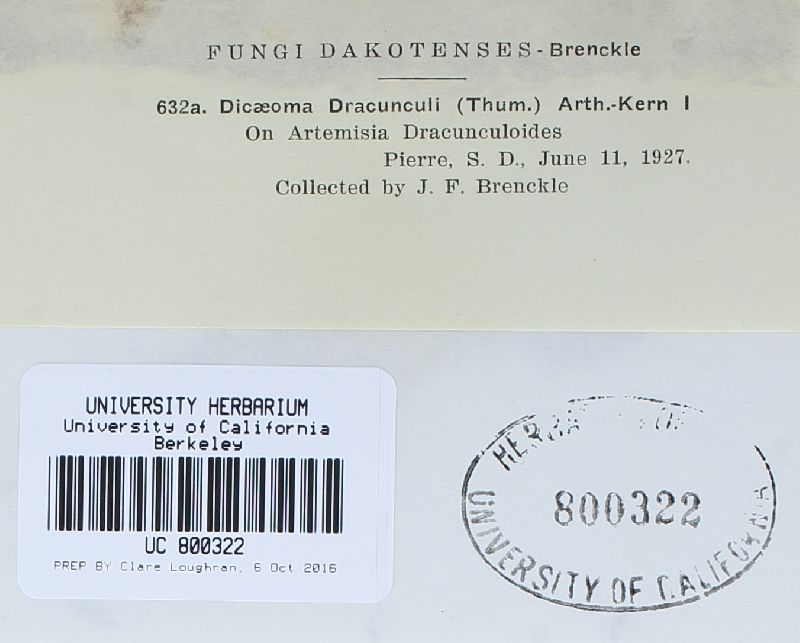 FUNGI DAKOTENSES - Brenckle
632a. Dicæoma Dracunculi (Thum.) Arth.-Kern I
On Artemisia Dracunculoides
Pierre, S. D., June 11, 1927.
Collected by J. F. Brenckle
UNIVERSITY HERBARIUM
University of California
Berkeley
UC 800322
PREP BY Clare Loughran, 6 Oct 2016
800322
UNIVERSITY OF CALIFORNIA